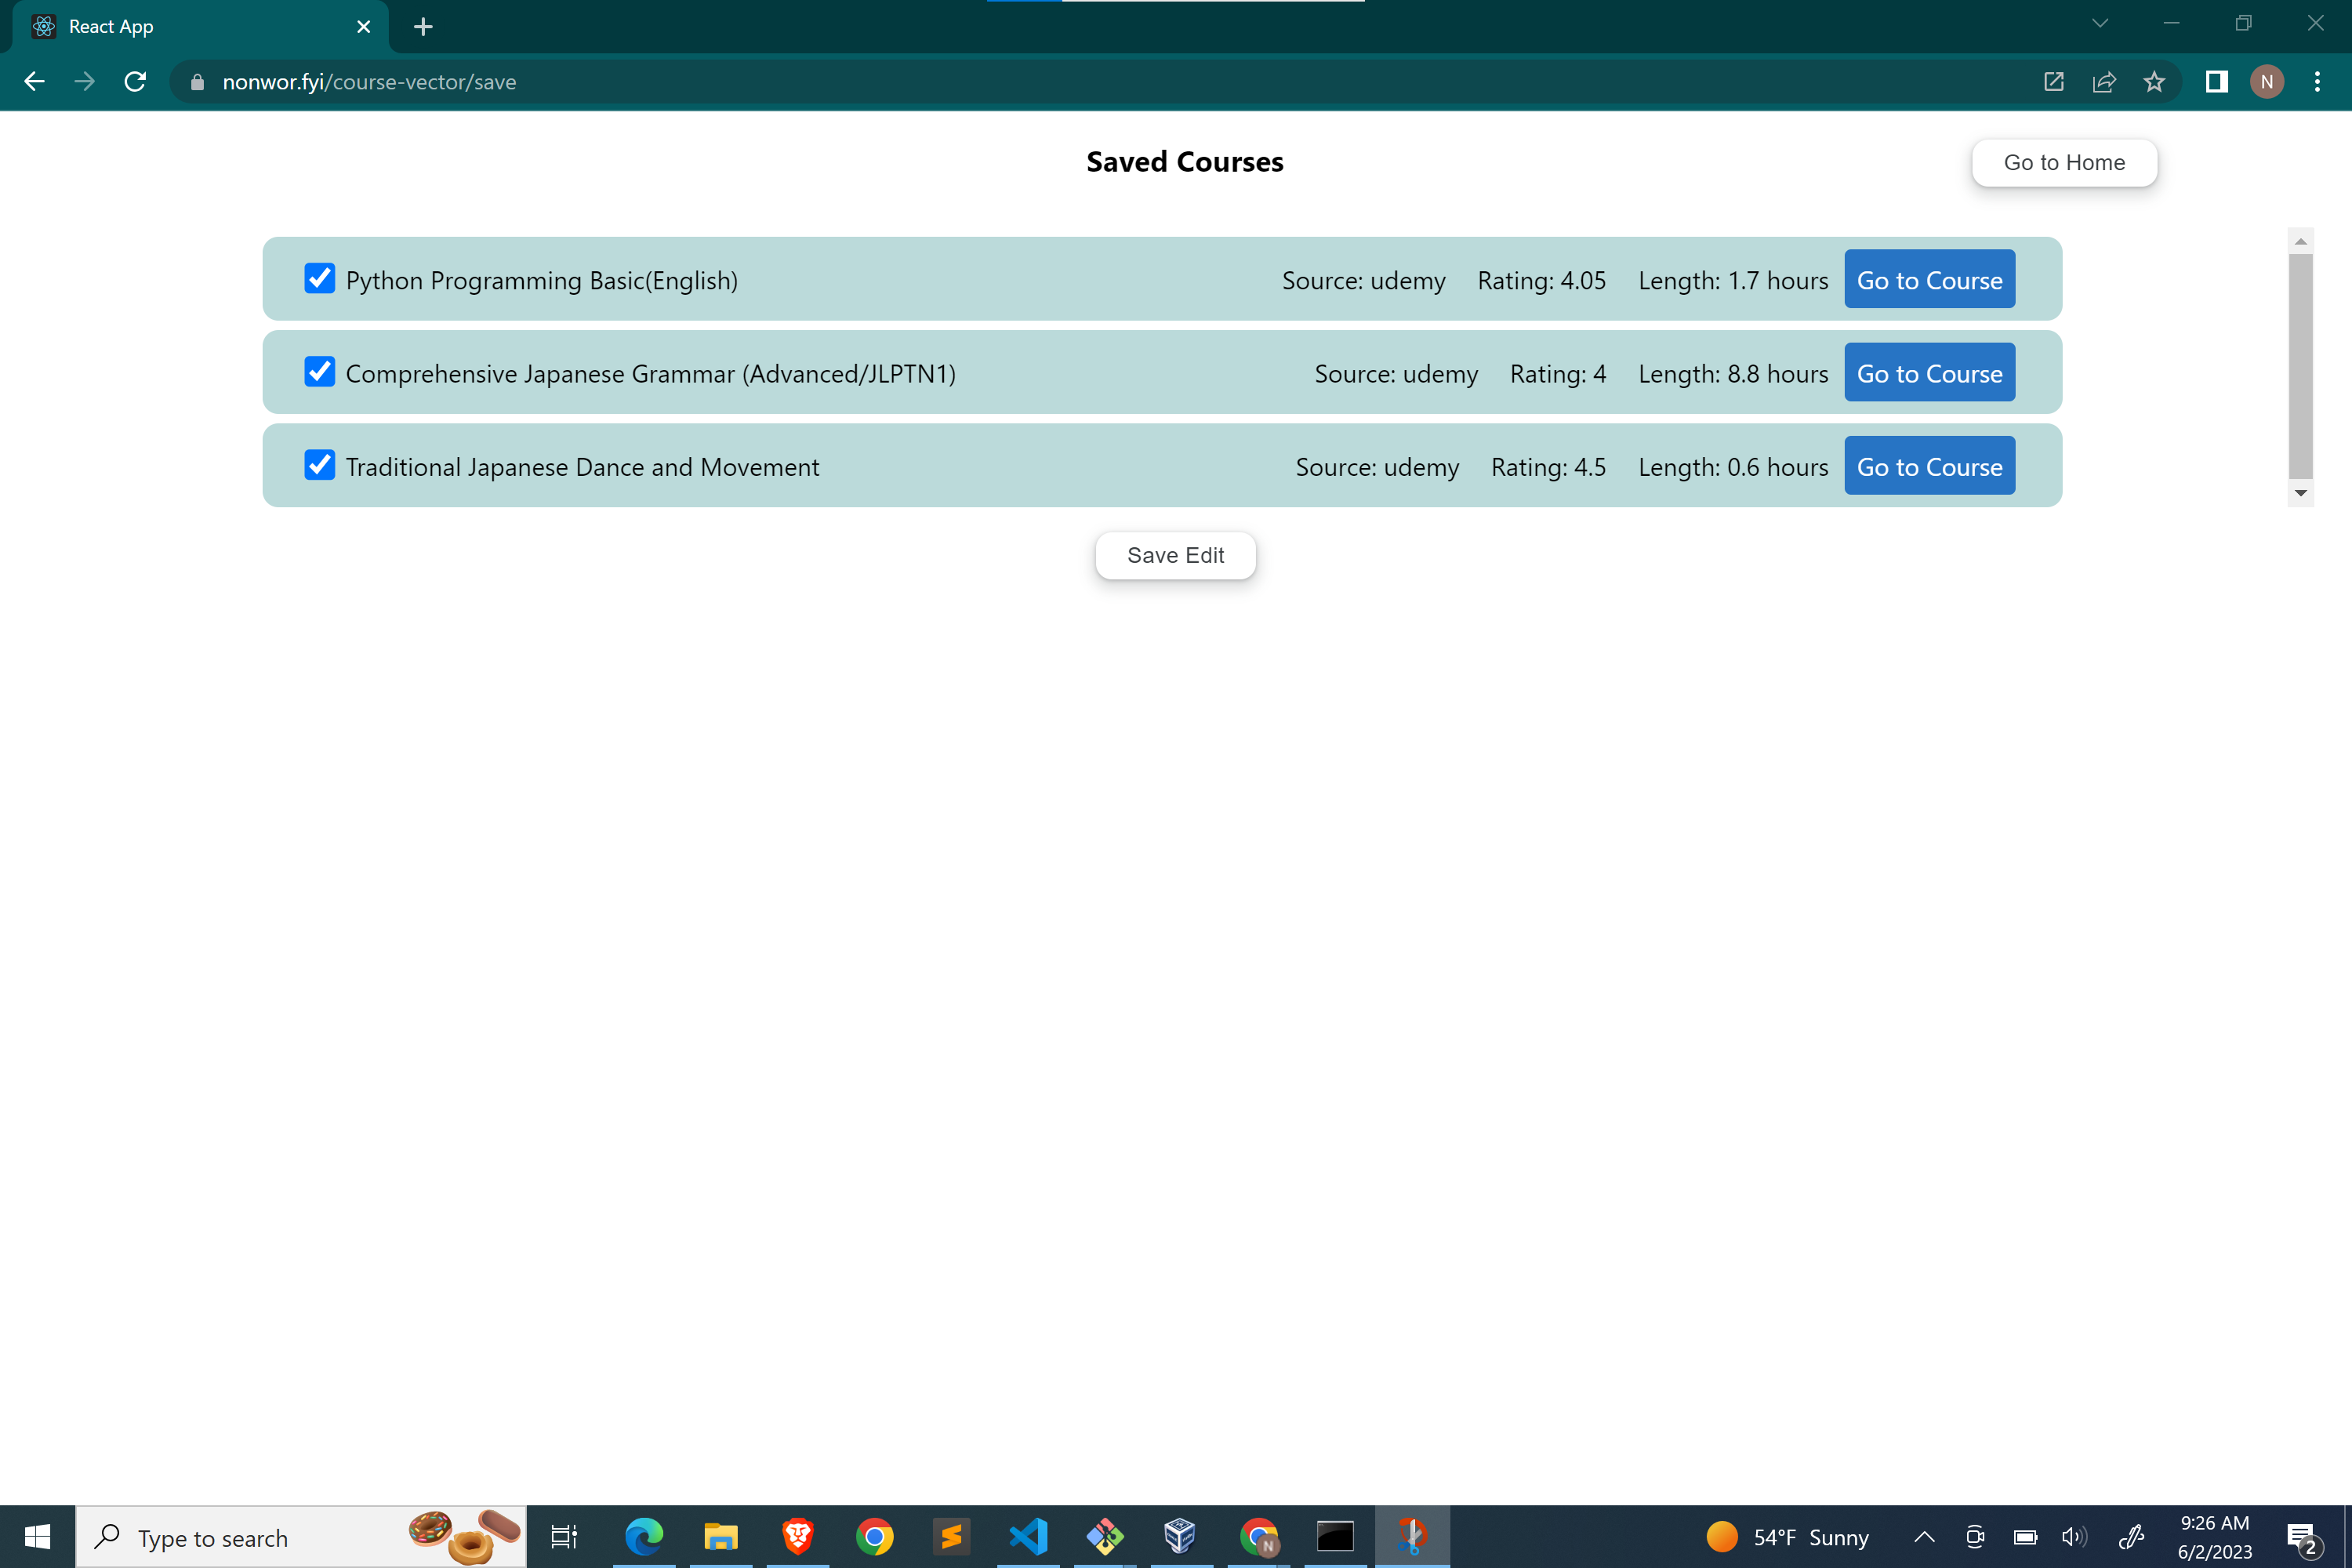 React App
nonwor.fyi/course-vector/save
N
Saved Courses
Go to Home
Python Programming Basic(English) Source: udemy Rating: 4.05 Length: 1.7 hours Go to Course
Comprehensive Japanese Grammar (Advanced/JLPTN1) Source: udemy Rating: 4 Length: 8.8 hours Go to Course
Traditional Japanese Dance and Movement Source: udemy Rating: 4.5 Length: 0.6 hours Go to Course
Save Edit
Type to search
N
54°F Sunny
9:26 AM
6/2/2023
2